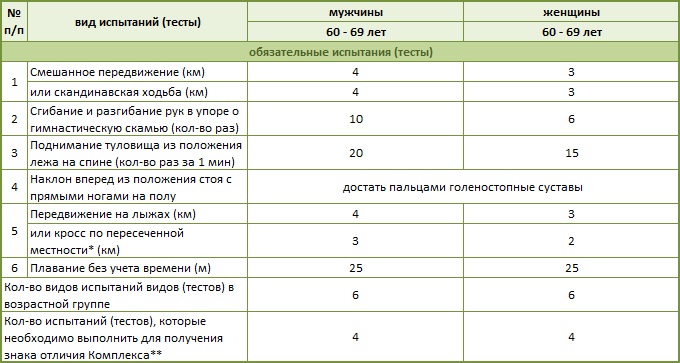 №
п/п
вид испытаний (тесты)
мужчины
женщины
60 - 69 лет
60 - 69 лет
обязательные испытания (тесты)
1
Смешанное передвижение (км)
4
3
или скандинавская ходьба (км)
4
3
2
Сгибание и разгибание рук в упоре о
гимнастическую скамью (кол-во раз)
10
6
3
Поднимание туловища из положения
лежа на спине (кол-во раз за 1 мин)
20
15
4
Наклон вперед из положения стоя с
прямыми ногами на полу
достать пальцами голеностопные суставы
5
Передвижение на лыжах (км)
4
3
или кросс по пересеченной
местности* (км)
3
2
6
Плавание без учета времени (м)
25
25
Кол-во видов испытаний видов (тестов) в
возрастной группе
6
6
Кол-во испытаний (тестов), которые
необходимо выполнить для получения
знака отличия Комплекса**
4
4